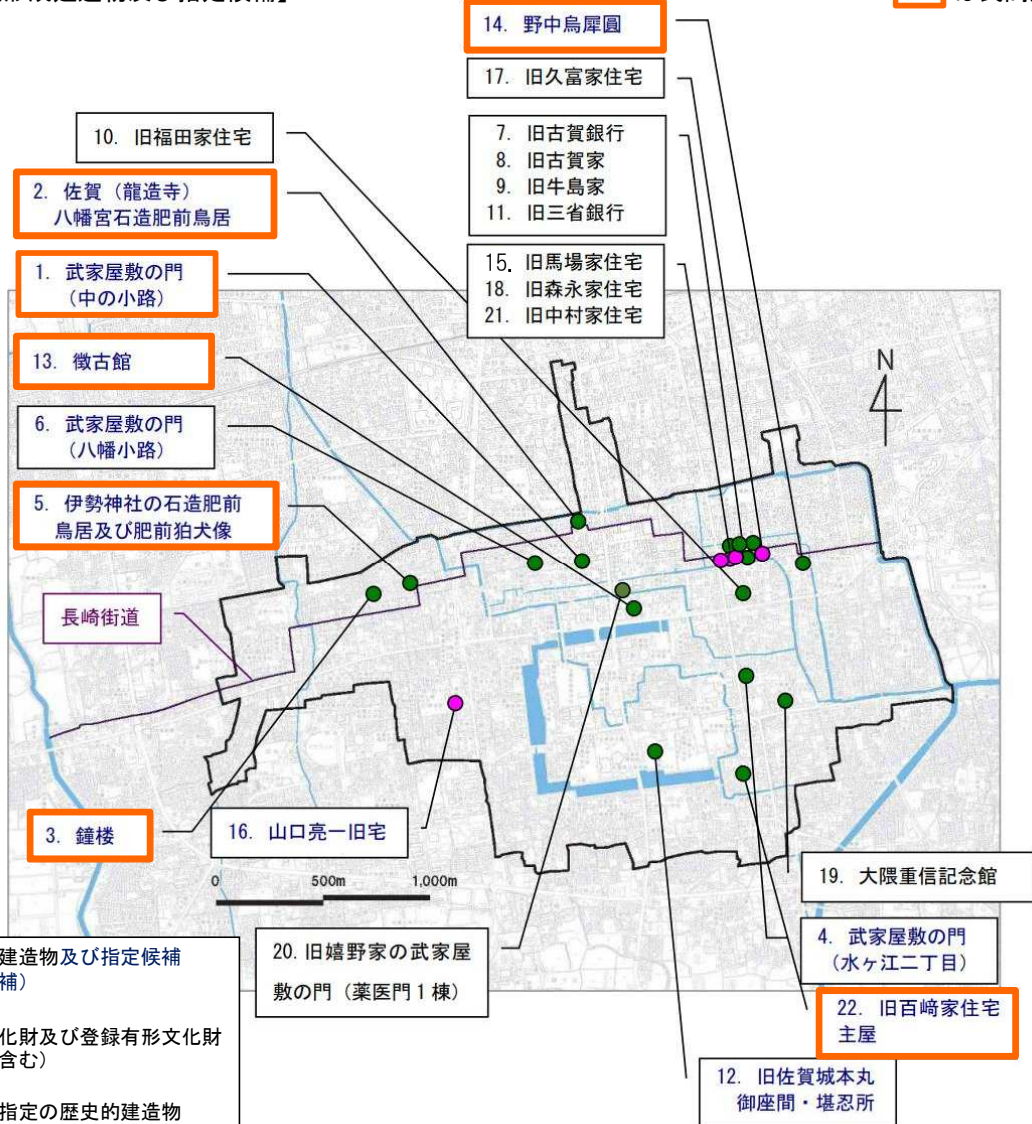 14. 野中烏犀圓
17. 旧久富家住宅
10. 旧福田家住宅
7. 旧古賀銀行
8. 旧古賀家
9. 旧牛島家
11. 旧三省銀行
2. 佐賀（龍造寺）
八幡宮石造肥前鳥居
1. 武家屋敷の門
（中の小路）
15. 旧馬場家住宅
18. 旧森永家住宅
21. 旧中村家住宅
13. 徴古館
N
6. 武家屋敷の門
（八幡小路）
5. 伊勢神社の石造肥前
鳥居及び肥前狛犬像
長崎街道
3. 鐘楼
16. 山口亮一旧宅
0 500m 1,000m
19. 大隈重信記念館
20. 旧嬉野家の武家屋
敷の門（薬医門１棟）
4. 武家屋敷の門
（水ヶ江二丁目）
22. 旧百﨑家住宅
主屋
12. 旧佐賀城本丸
御座間・堪忍所
建造物及び指定候補
補）
化財及び登録有形文化財
含む）
指定の歴史的建造物